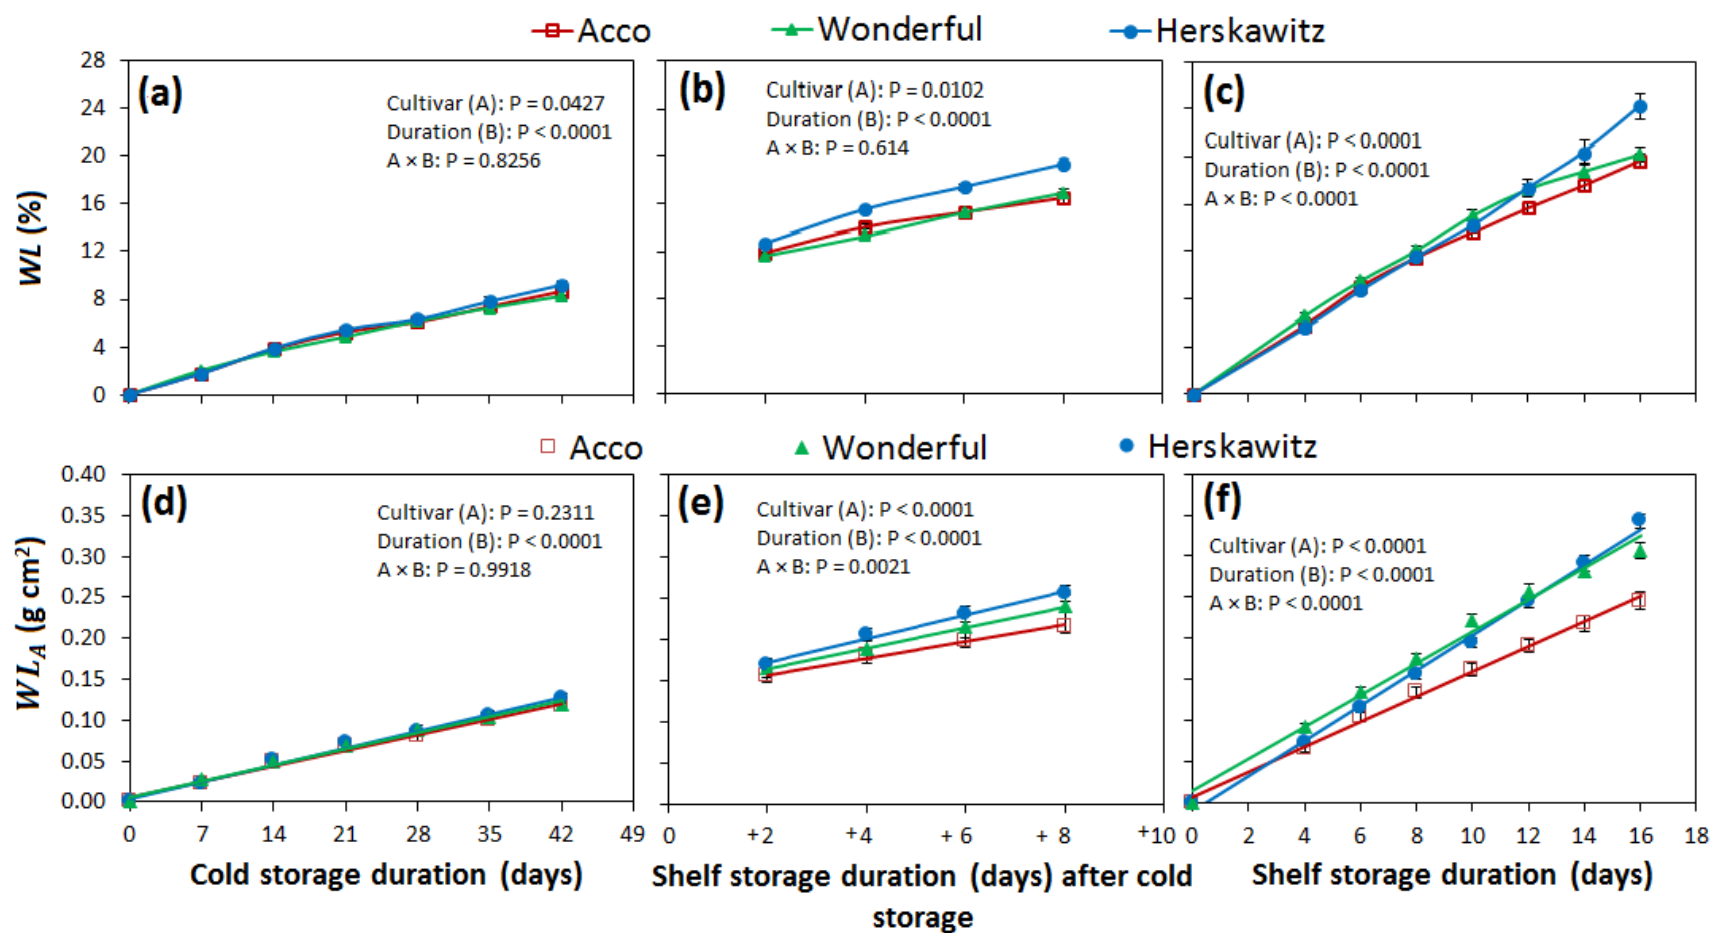 Acco Wonderful Herskawitz
28
24
20
16
12
8
4
0
WL (%)
(a)
Cultivar (A): P = 0.0427
Duration (B): P < 0.0001
A × B: P = 0.8256
(b)
Cultivar (A): P = 0.0102
Duration (B): P < 0.0001
A × B: P = 0.614
(c)
Cultivar (A): P < 0.0001
Duration (B): P < 0.0001
A × B: P < 0.0001
Acco Wonderful Herskawitz
0.40
0.35
0.30
0.25
0.20
0.15
0.10
0.05
0.00
WL_A (g cm²)
(d)
Cultivar (A): P = 0.2311
Duration (B): P < 0.0001
A × B: P = 0.9918
0 7 14 21 28 35 42 49
Cold storage duration (days)
(e)
Cultivar (A): P < 0.0001
Duration (B): P < 0.0001
A × B: P = 0.0021
0 +2 +4 +6 + 8 +10
Shelf storage duration (days) after cold
storage
(f)
Cultivar (A): P < 0.0001
Duration (B): P < 0.0001
A × B: P < 0.0001
0 2 4 6 8 10 12 14 16 18
Shelf storage duration (days)